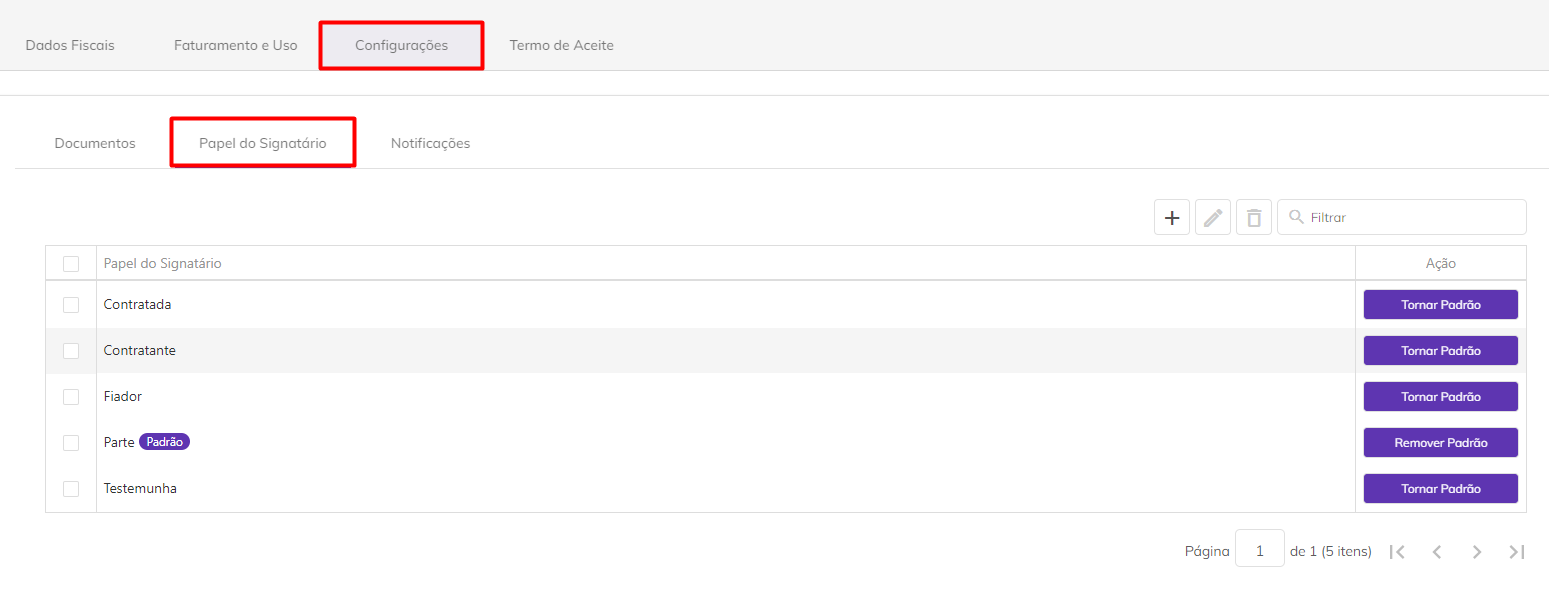 Dados Fiscais Faturamento e Uso Configurações Termo de Aceite
Documentos Papel do Signatário Notificações
Filtrar
Papel do Signatário Ação
Contratada Tornar Padrão
Contratante Tornar Padrão
Fiador Tornar Padrão
Parte Padrão Remover Padrão
Testemunha Tornar Padrão
Página 1 de 1 (5 itens)